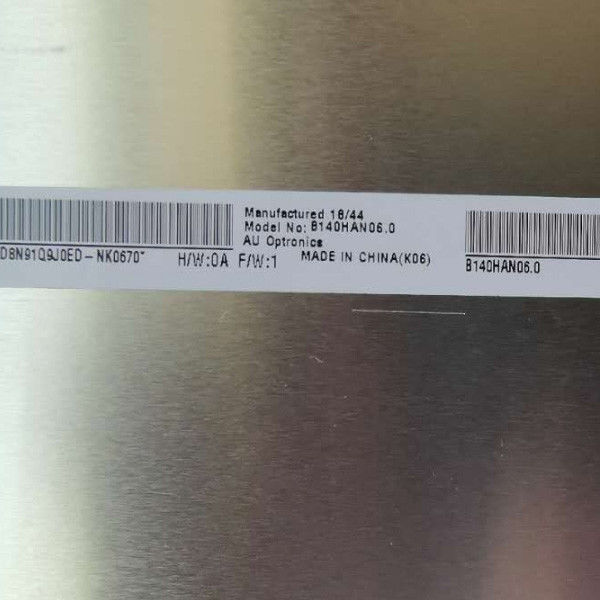 Manufactured 18/44
Model No: B140HAN06.0
AU Optronics
D8N91Q9J0ED-NK0670*
H/W:0A F/W:1 MADE IN CHINA(K06)
B140HAN06.0